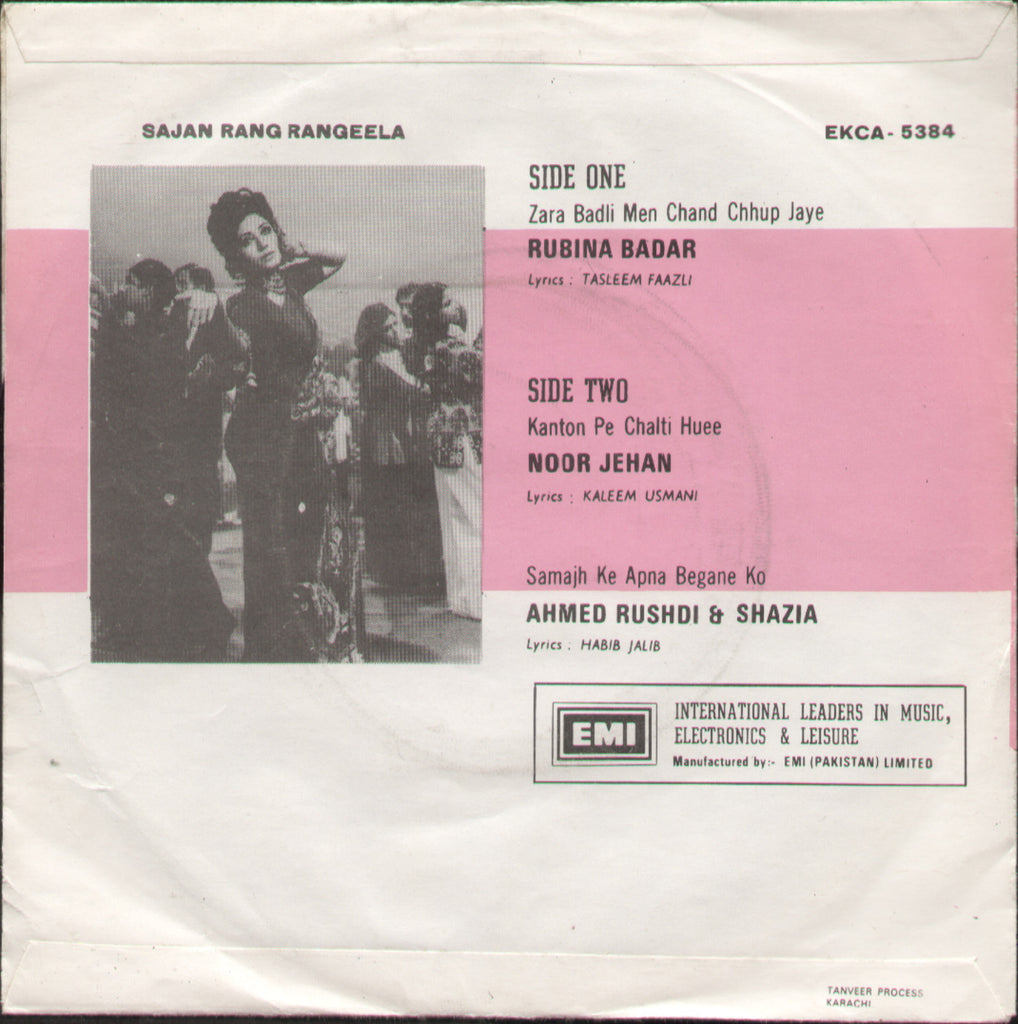 SAJAN RANG RANGEELA
EKCA- 5384
SIDE ONE
Zara Badli Men Chand Chhup Jaye
RUBINA BADAR
Lyrics : TASLEEM FAAZLI
SIDE TWO
Kanton Pe Chalti Huee
NOOR JEHAN
Lyrics : KALEEM USMANI
Samajh Ke Apna Begane Ko
AHMED RUSHDI & SHAZIA
Lyrics : HABIB JALIB
EMI
INTERNATIONAL LEADERS IN MUSIC,
ELECTRONICS & LEISURE
Manufactured by:- EMI (PAKISTAN) LIMITED
TANVEER PROCESS
KARACHI